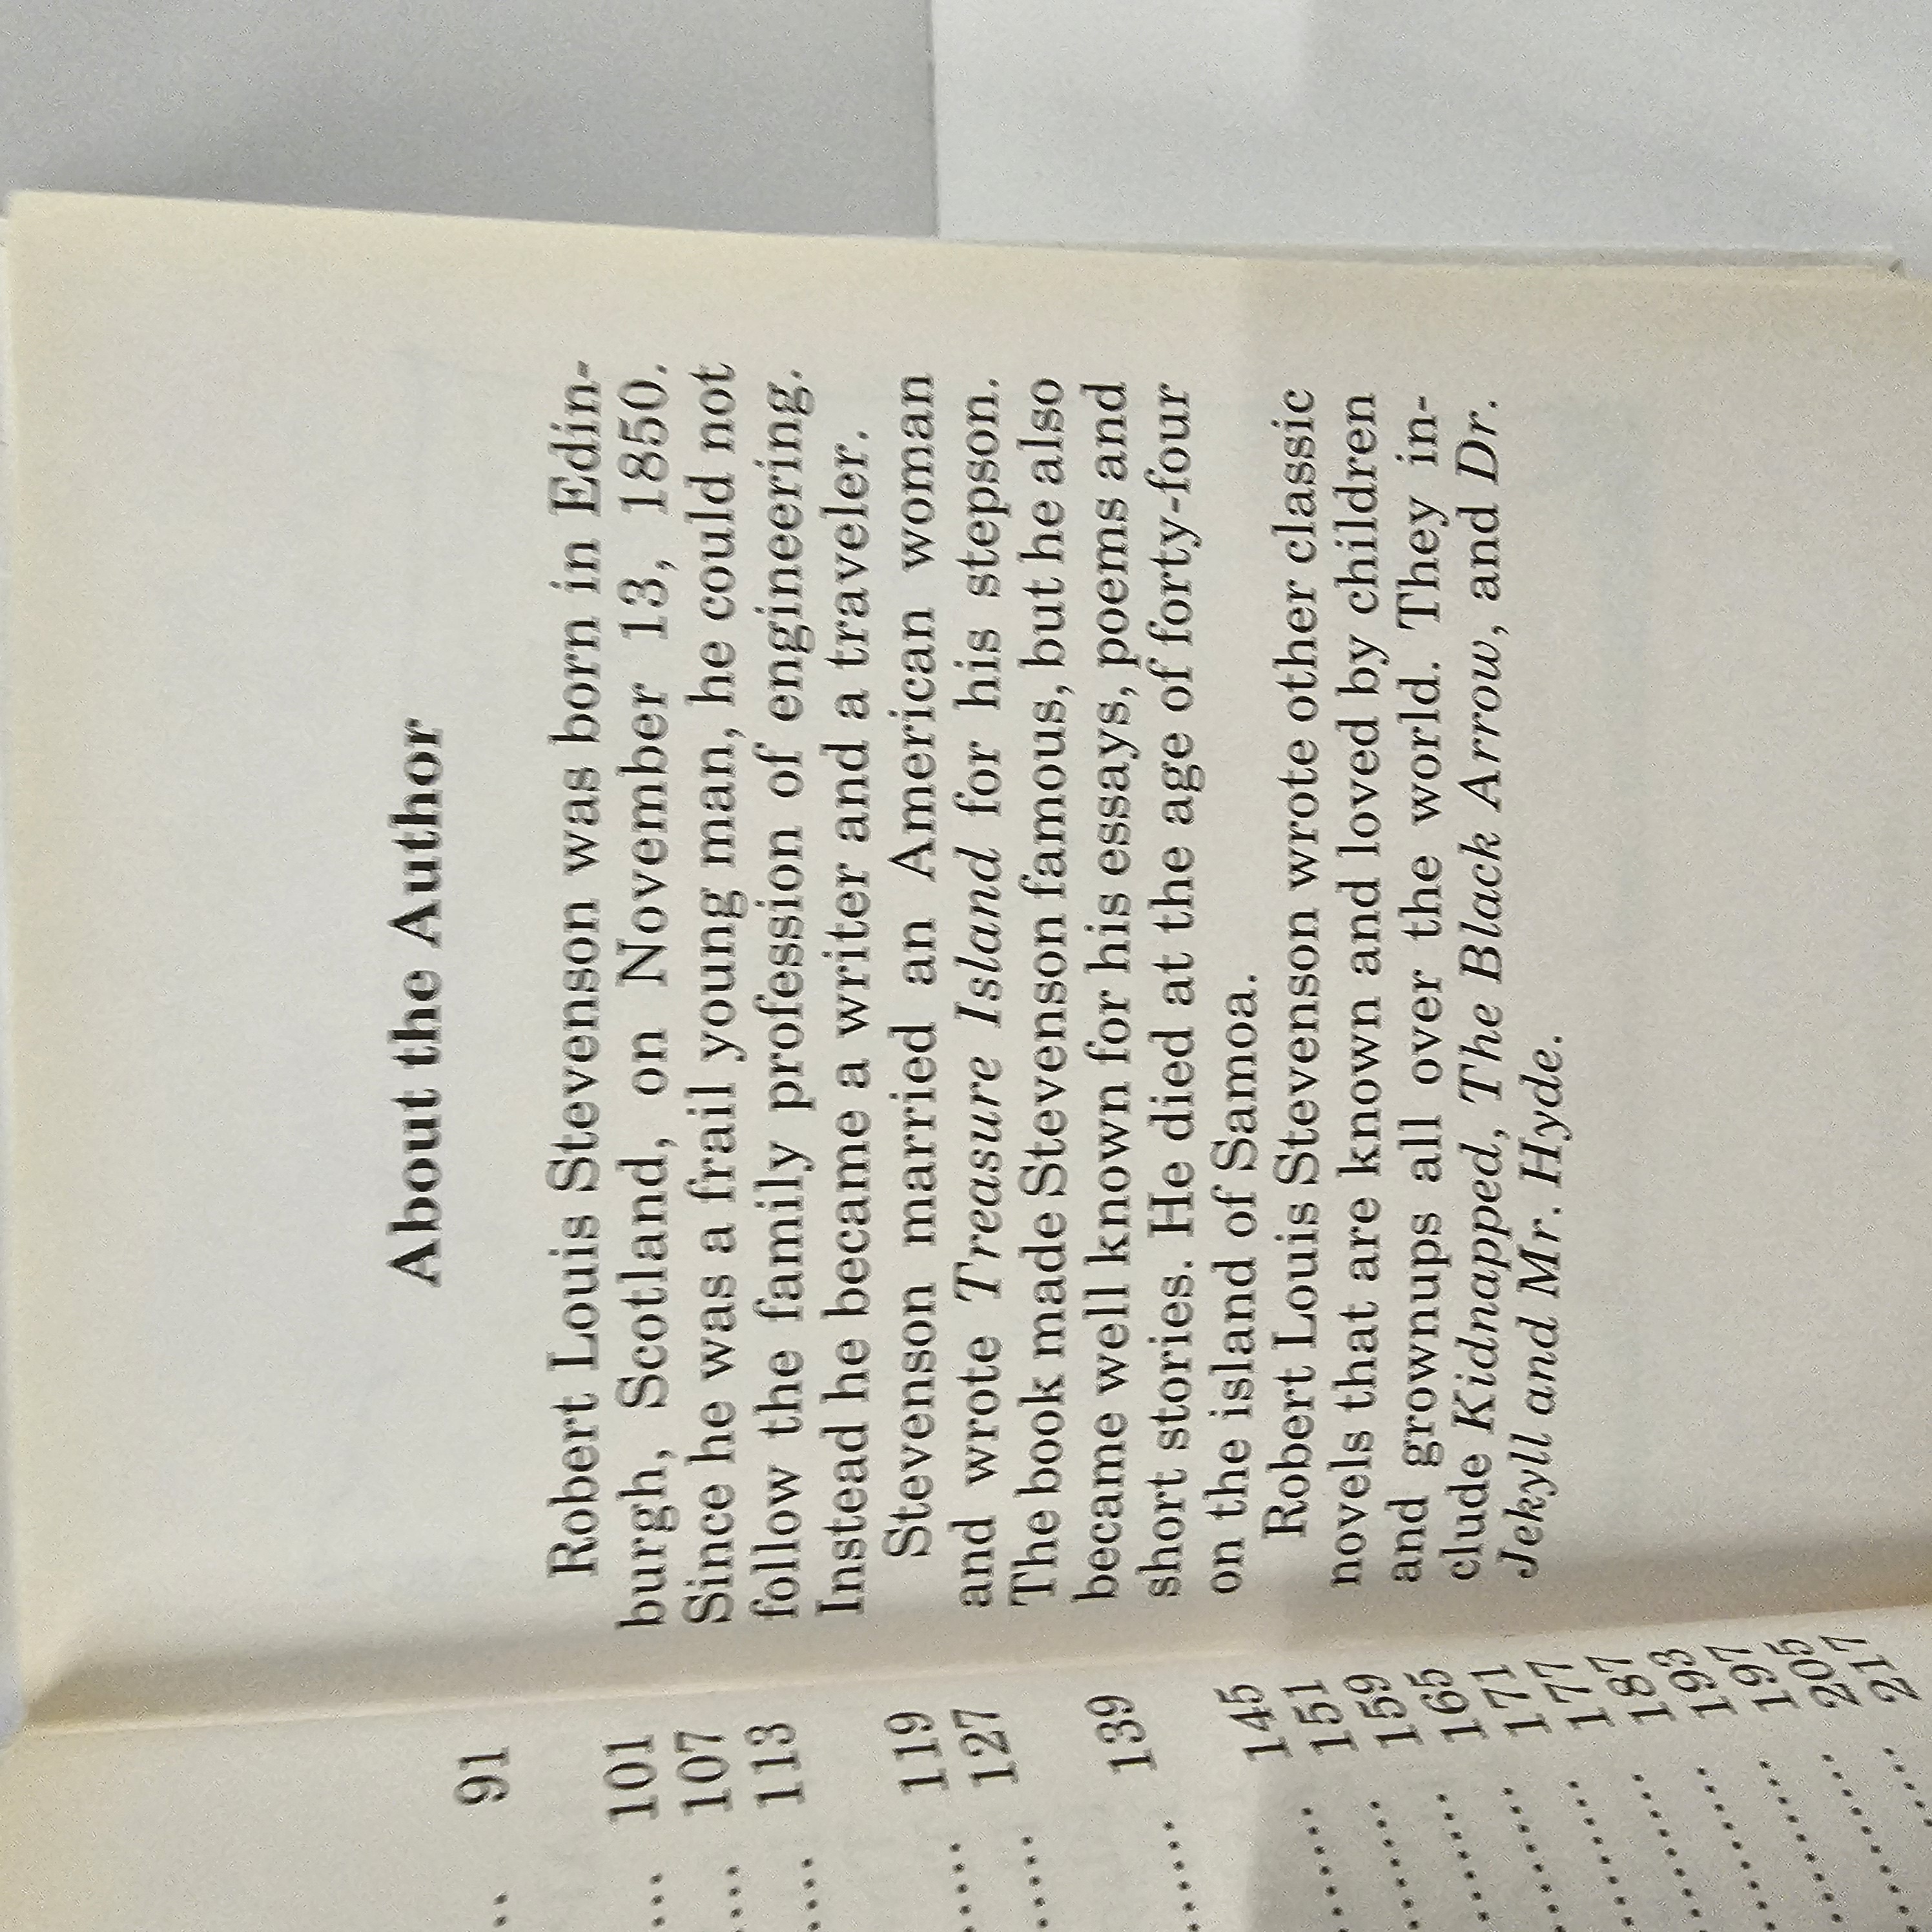 .. 91
... 101
.... 107
.... 113
..... 119
..... 127
...... 139
....... 145
....... 151
....... 159
....... 165
....... 171
........ 177
........ 187
........ 193
........ 197
........ 205
..... 217
About the Author
Robert Louis Stevenson was born in Edin-
burgh, Scotland, on November 13, 1850.
Since he was a frail young man, he could not
follow the family profession of engineering.
Instead he became a writer and a traveler.
Stevenson married an American woman
and wrote Treasure Island for his stepson.
The book made Stevenson famous, but he also
became well known for his essays, poems and
short stories. He died at the age of forty-four
on the island of Samoa.
Robert Louis Stevenson wrote other classic
novels that are known and loved by children
and grownups all over the world. They in-
clude Kidnapped, The Black Arrow, and Dr.
Jekyll and Mr. Hyde.